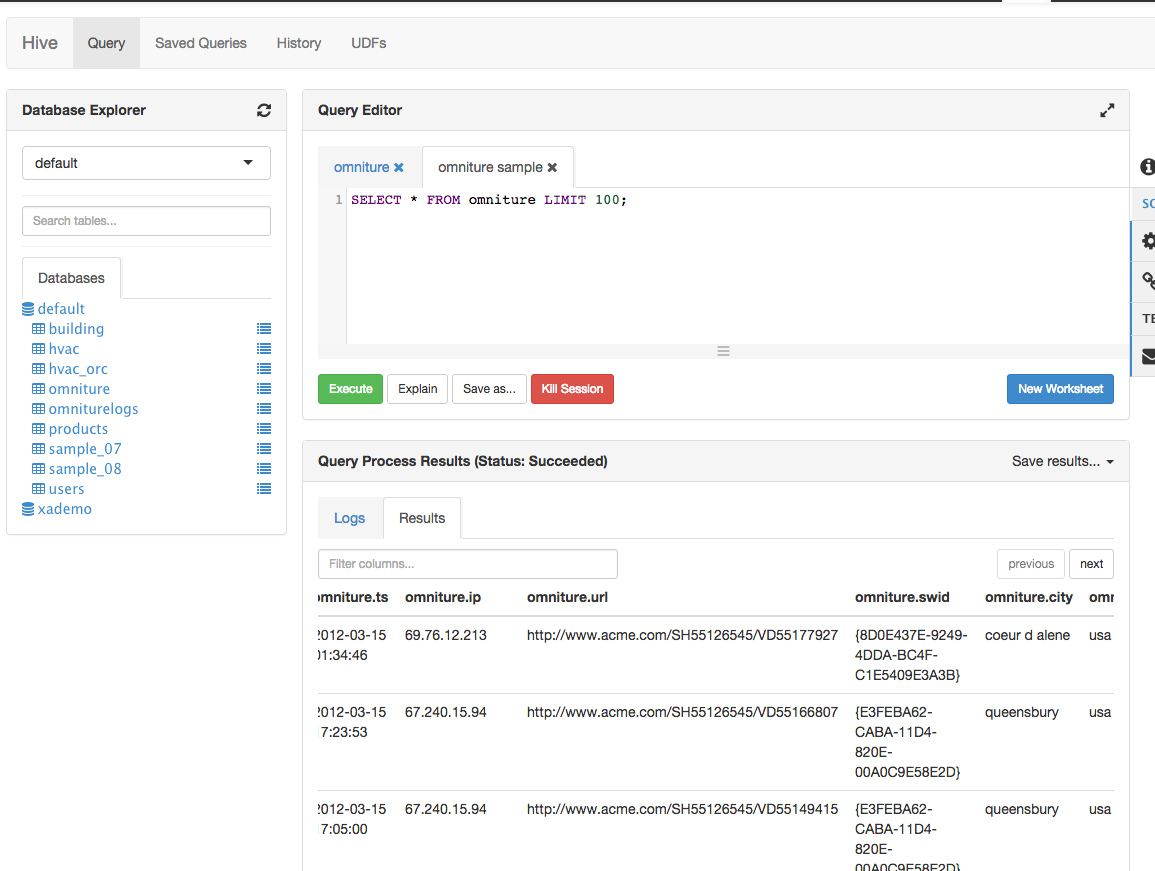 Hive Query Saved Queries History UDFs
Database Explorer
default
Search tables...
Databases
default
building
hvac
hvac_orc
omniture
omniturelogs
products
sample_07
sample_08
users
xademo
Query Editor
omniture omniture sample
1 SELECT * FROM omniture LIMIT 100;
Execute Explain Save as... Kill Session New Worksheet
Query Process Results (Status: Succeeded) Save results...
Logs Results
Filter columns... previous next
omniture.ts omniture.ip omniture.url omniture.swid omniture.city omn
2012-03-15 69.76.12.213 http://www.acme.com/SH55126545/VD55177927 {8D0E437E-9249- coeur d alene usa
01:34:46 4DDA-BC4F-
C1E5409E3A3B}
2012-03-15 67.240.15.94 http://www.acme.com/SH55126545/VD55166807 {E3FEBA62- queensbury usa
7:23:53 CABA-11D4-
820E-
00A0C9E58E2D}
2012-03-15 67.240.15.94 http://www.acme.com/SH55126545/VD55149415 {E3FEBA62- queensbury usa
7:05:00 CABA-11D4-
820E-
00A0C9E58E2D}
SQ
TE